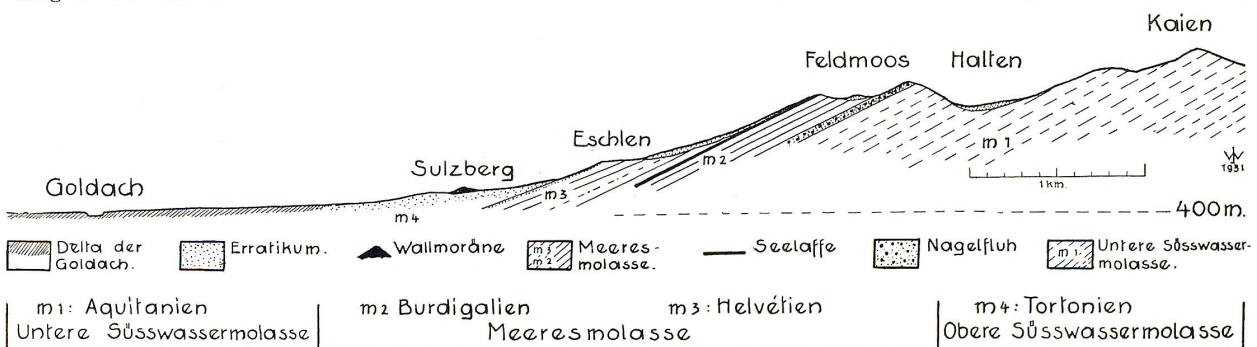 Kaien
Feldmoos Halten
Eschlen
Sulzberg
Goldach
m1
m2
m3
m4
1 km.
1931
400 m.
Delta der Goldach.
Erratikum.
Wallmoräne
m3 m2 Meeres-molasse.
Seelaffe
Nagelfluh
m1 Untere Süsswasser-molasse.
m1: Aquitanien
Untere Süsswassermolasse
m2 Burdigalien m3: Helvétien
Meeresmolasse
m4: Tortonien
Obere Süsswassermolasse